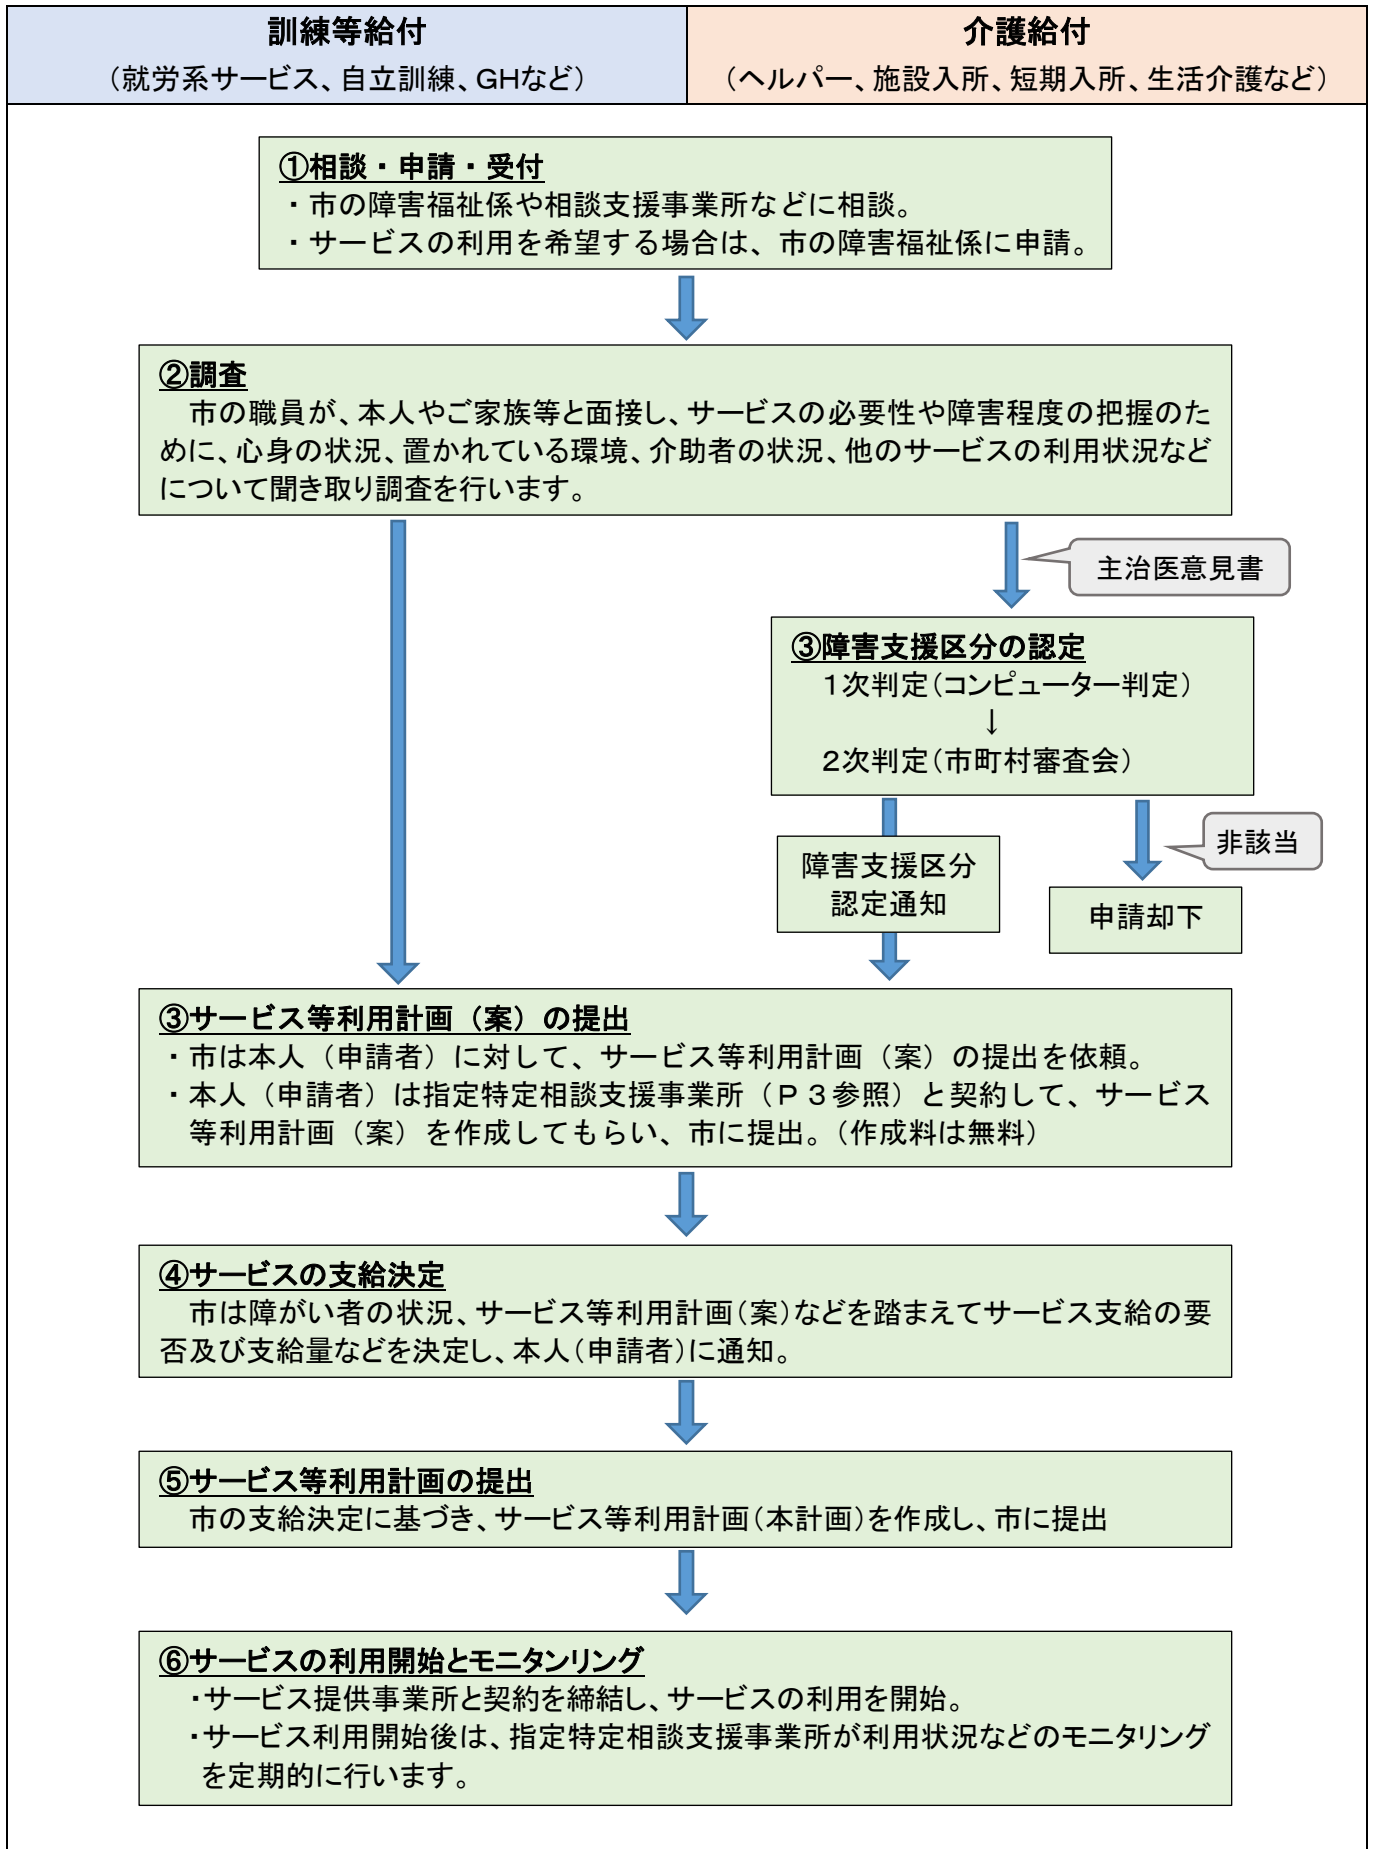 訓練等給付
（就労系サービス、自立訓練、GHなど）
介護給付
（ヘルパー、施設入所、短期入所、生活介護など）
①相談・申請・受付
・市の障害福祉係や相談支援事業所などに相談。
・サービスの利用を希望する場合は、市の障害福祉係に申請。
②調査
市の職員が、本人やご家族等と面接し、サービスの必要性や障害程度の把握のた
めに、心身の状況、置かれている環境、介助者の状況、他のサービスの利用状況など
について聞き取り調査を行います。
主治医意見書
③障害支援区分の認定
１次判定（コンピューター判定）
↓
２次判定（市町村審査会）
非該当
障害支援区分
認定通知
申請却下
③サービス等利用計画（案）の提出
・市は本人（申請者）に対して、サービス等利用計画（案）の提出を依頼。
・本人（申請者）は指定特定相談支援事業所（Ｐ３参照）と契約して、サービス
等利用計画（案）を作成してもらい、市に提出。（作成料は無料）
④サービスの支給決定
市は障がい者の状況、サービス等利用計画（案）などを踏まえてサービス支給の要
否及び支給量などを決定し、本人（申請者）に通知。
⑤サービス等利用計画の提出
市の支給決定に基づき、サービス等利用計画（本計画）を作成し、市に提出
⑥サービスの利用開始とモニタンリング
・サービス提供事業所と契約を締結し、サービスの利用を開始。
・サービス利用開始後は、指定特定相談支援事業所が利用状況などのモニタリング
を定期的に行います。